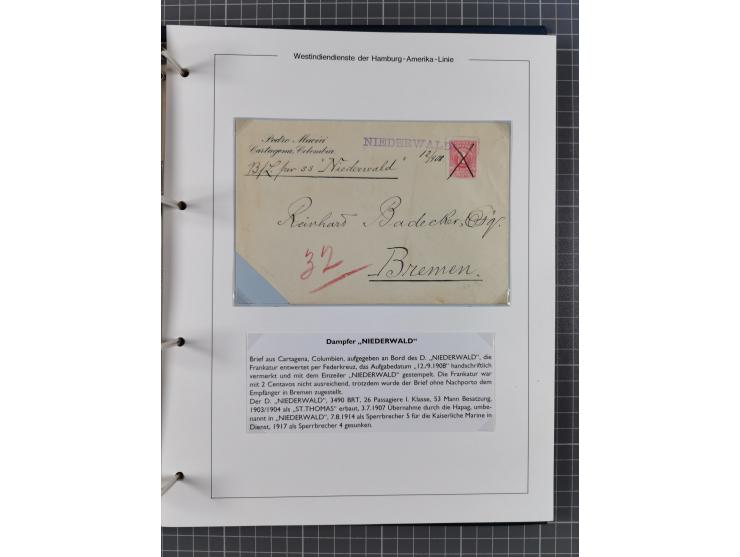 Westindiendienste der Hamburg-Amerika-Linie
Pedro Maciá
Cartagena, Colombia
NIEDERWALD
B/L per ss "Niederwald"
Reinhard Badeker, Esq.
32
Bremen.
Dampfer „NIEDERWALD“
Brief aus Cartagena, Columbien, aufgegeben an Bord des D. „NIEDERWALD“, die
Frankatur entwertet per Federkreuz, das Aufgabedatum „12./9.1908“ handschriftlich
vermerkt und mit dem Einzeiler „NIEDERWALD“ gestempelt. Die Frankatur war
mit 2 Centavos nicht ausreichend, trotzdem wurde der Brief ohne Nachporto dem
Empfänger in Bremen zugestellt.
Der D. „NIEDERWALD“, 3490 BRT, 26 Passagiere I. Klasse, 53 Mann Besatzung,
1903/1904 als „ST.THOMAS“ erbaut, 3.7.1907 Übernahme durch die Hapag, umbe-
nannt in „NIEDERWALD“, 7.8.1914 als Sperrbrecher 5 für die Kaiserliche Marine in
Dienst, 1917 als Sperrbrecher 4 gesunken.